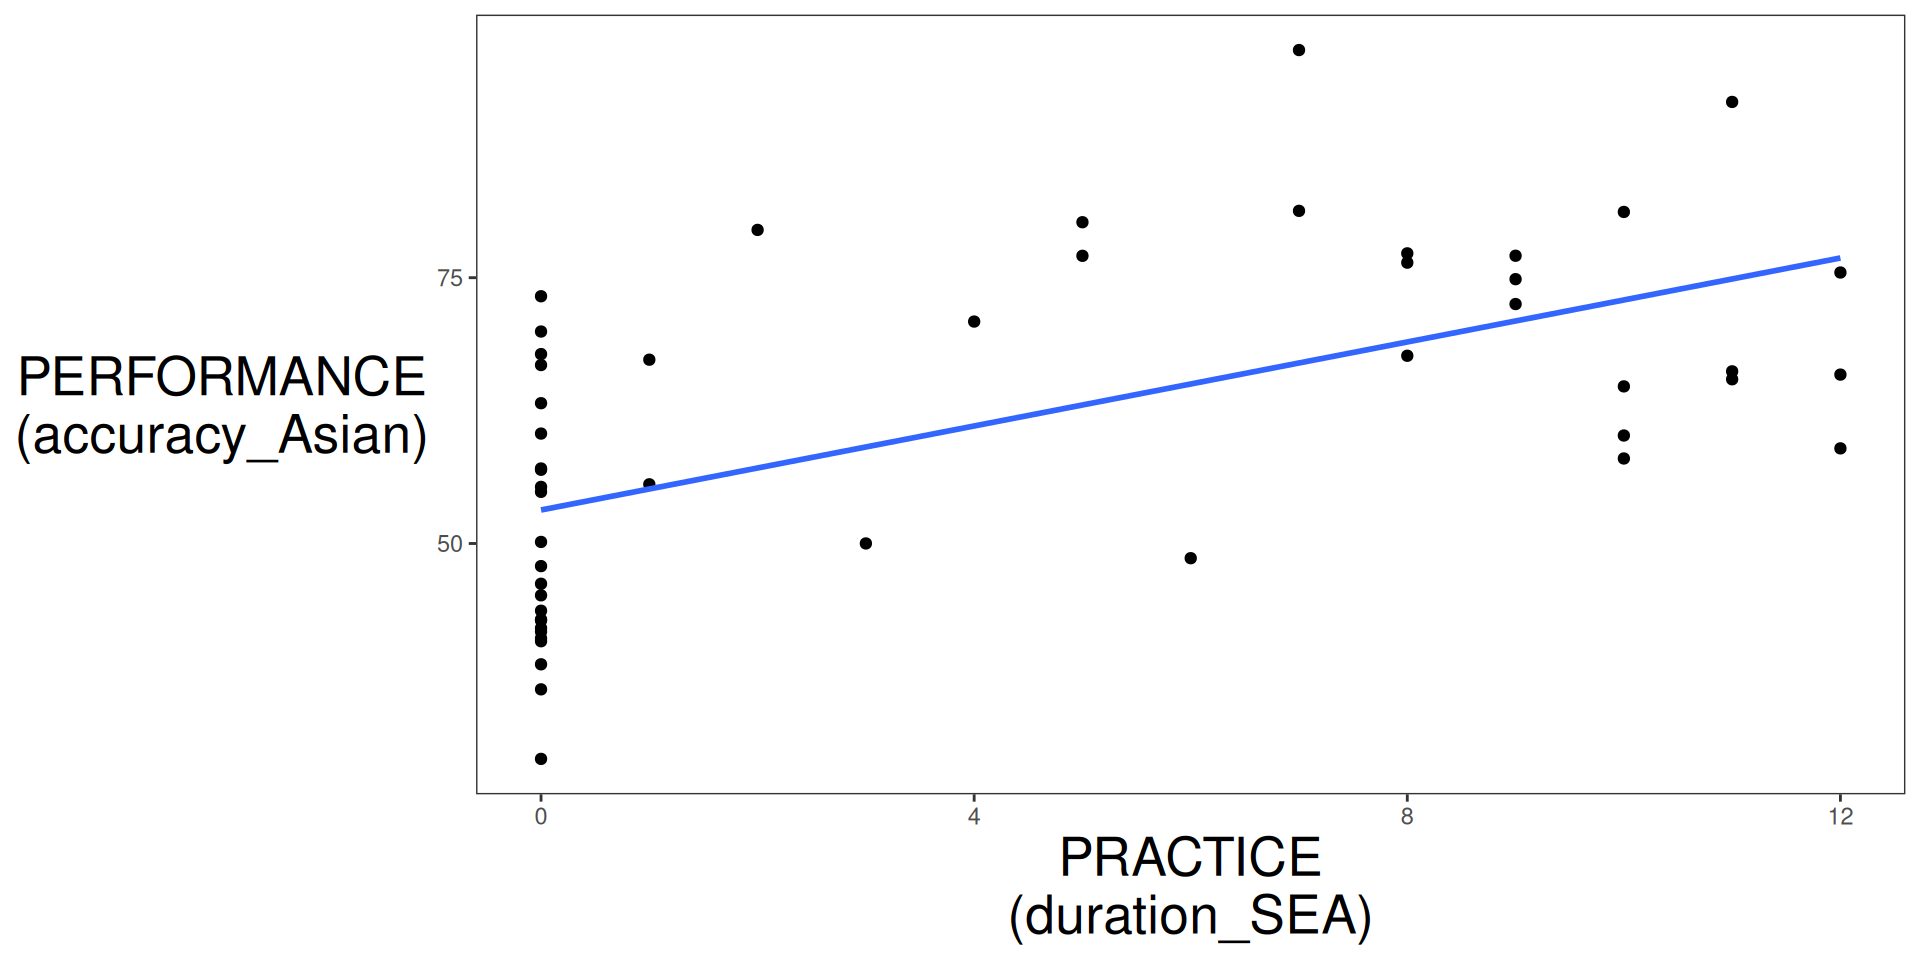 75
50
PERFORMANCE
(accuracy_Asian)
0 4 8 12
PRACTICE
(duration_SEA)